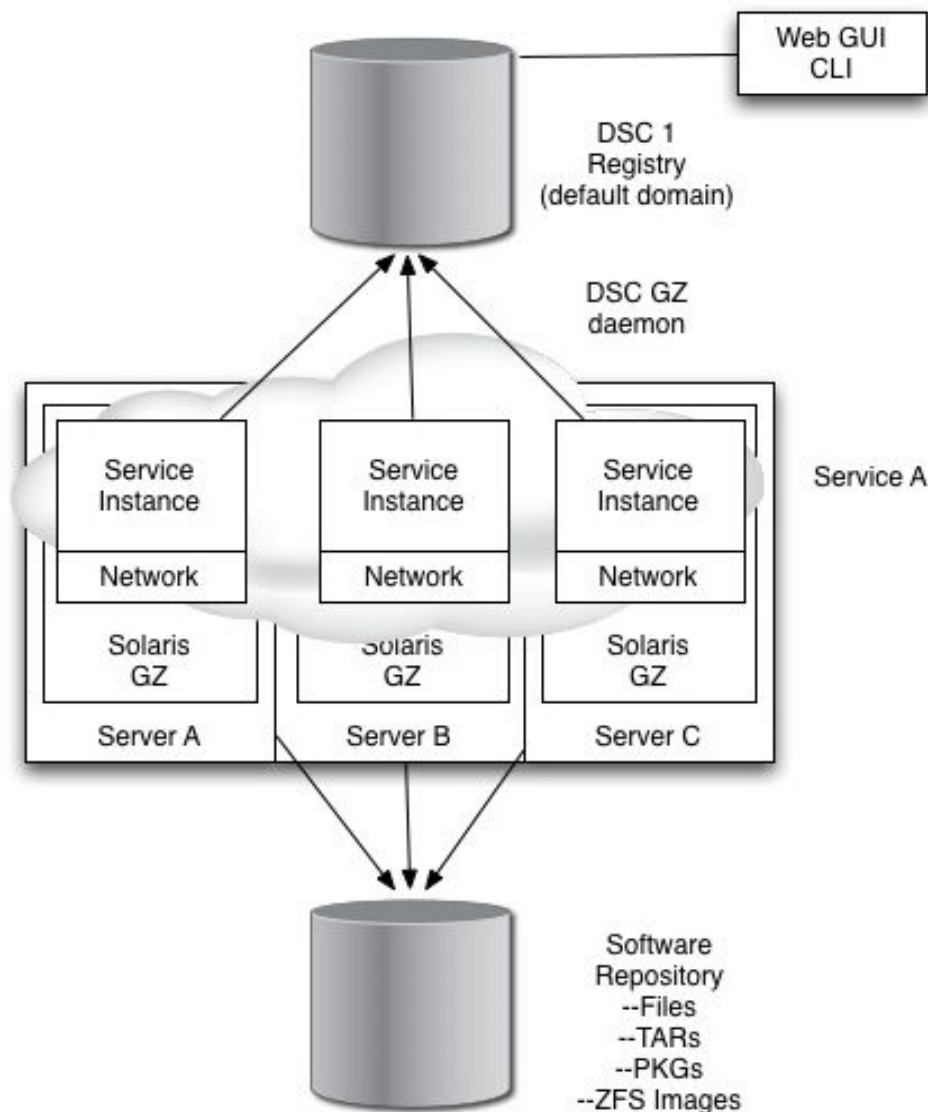 Web GUI
CLI
DSC 1
Registry
(default domain)
DSC GZ
daemon
Service
Instance
Network
Solaris
GZ
Server A
Service
Instance
Network
Solaris
GZ
Server B
Service
Instance
Network
Solaris
GZ
Server C
Service A
Software
Repository
--Files
--TARs
--PKGs
--ZFS Images